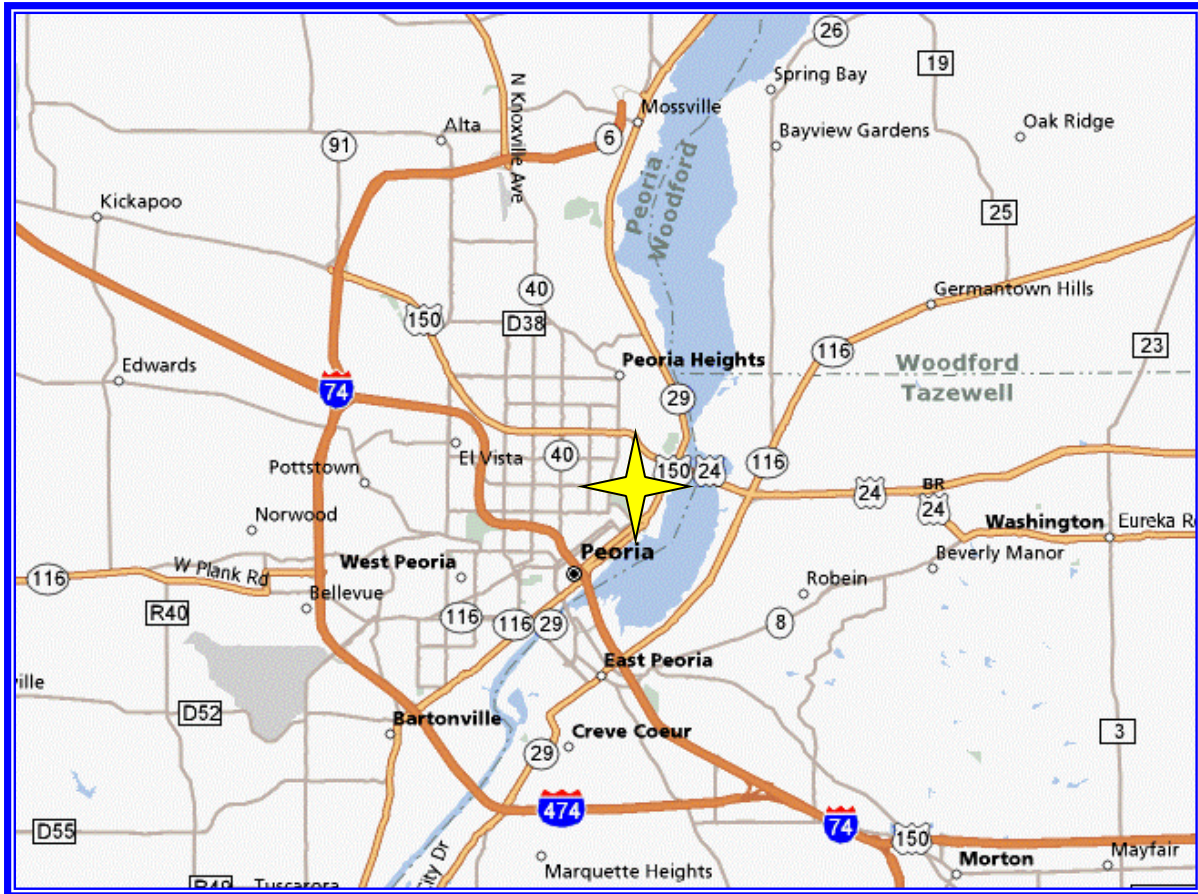 26
19
Spring Bay
N Knoxville Ave
Mossville
Oak Ridge
Alta
6
Bayview Gardens
91
Peoria
Woodford
Kickapoo
25
40
Germantown Hills
150
D38
116
23
Edwards
Peoria Heights
Woodford
Tazewell
74
29
El Vista
40
150
24
116
Pottstown
24
BR
24
Norwood
Washington
Eureka R
Peoria
Beverly Manor
West Peoria
W Plank Rd
116
Robein
Bellevue
R40
116
116
29
8
East Peoria
ville
D52
Bartonville
Creve Coeur
29
3
474
74
D55
150
City Dr
Marquette Heights
Morton
Mayfair
R49
Tuscarora